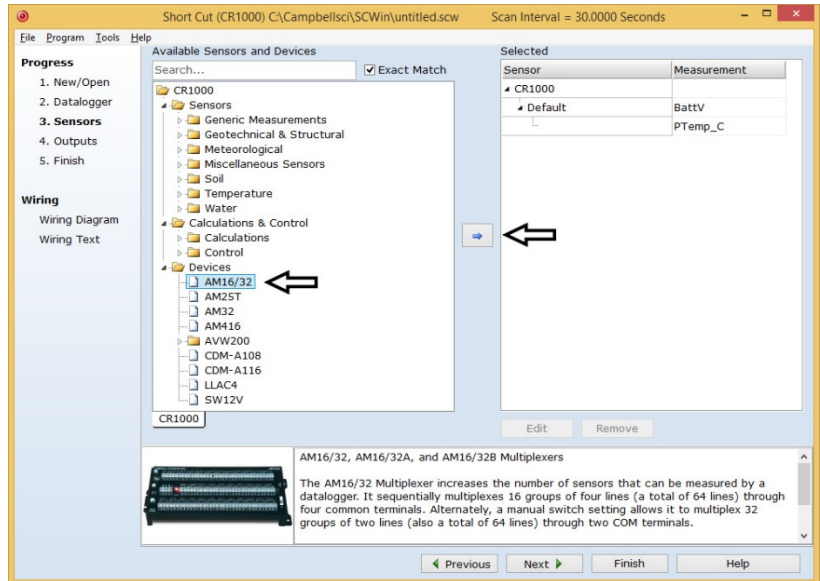 Short Cut (CR1000) C:\Campbellsci\SCWin\untitled.scw Scan Interval = 30.0000 Seconds
File Program Tools Help
Progress
1. New/Open
2. Datalogger
3. Sensors
4. Outputs
5. Finish
Wiring
Wiring Diagram
Wiring Text
Available Sensors and Devices
Search...
Exact Match
CR1000
Sensors
Generic Measurements
Geotechnical & Structural
Meteorological
Miscellaneous Sensors
Soil
Temperature
Water
Calculations & Control
Calculations
Control
Devices
AM16/32
AM25T
AM32
AM416
AVW200
CDM-A108
CDM-A116
LLAC4
SW12V
CR1000
Selected
Sensor Measurement
CR1000
Default BattV
PTemp_C
Edit Remove
AM16/32, AM16/32A, and AM16/32B Multiplexers
The AM16/32 Multiplexer increases the number of sensors that can be measured by a
datalogger. It sequentially multiplexes 16 groups of four lines (a total of 64 lines) through
four common terminals. Alternately, a manual switch setting allows it to multiplex 32
groups of two lines (also a total of 64 lines) through two COM terminals.
Previous Next Finish Help